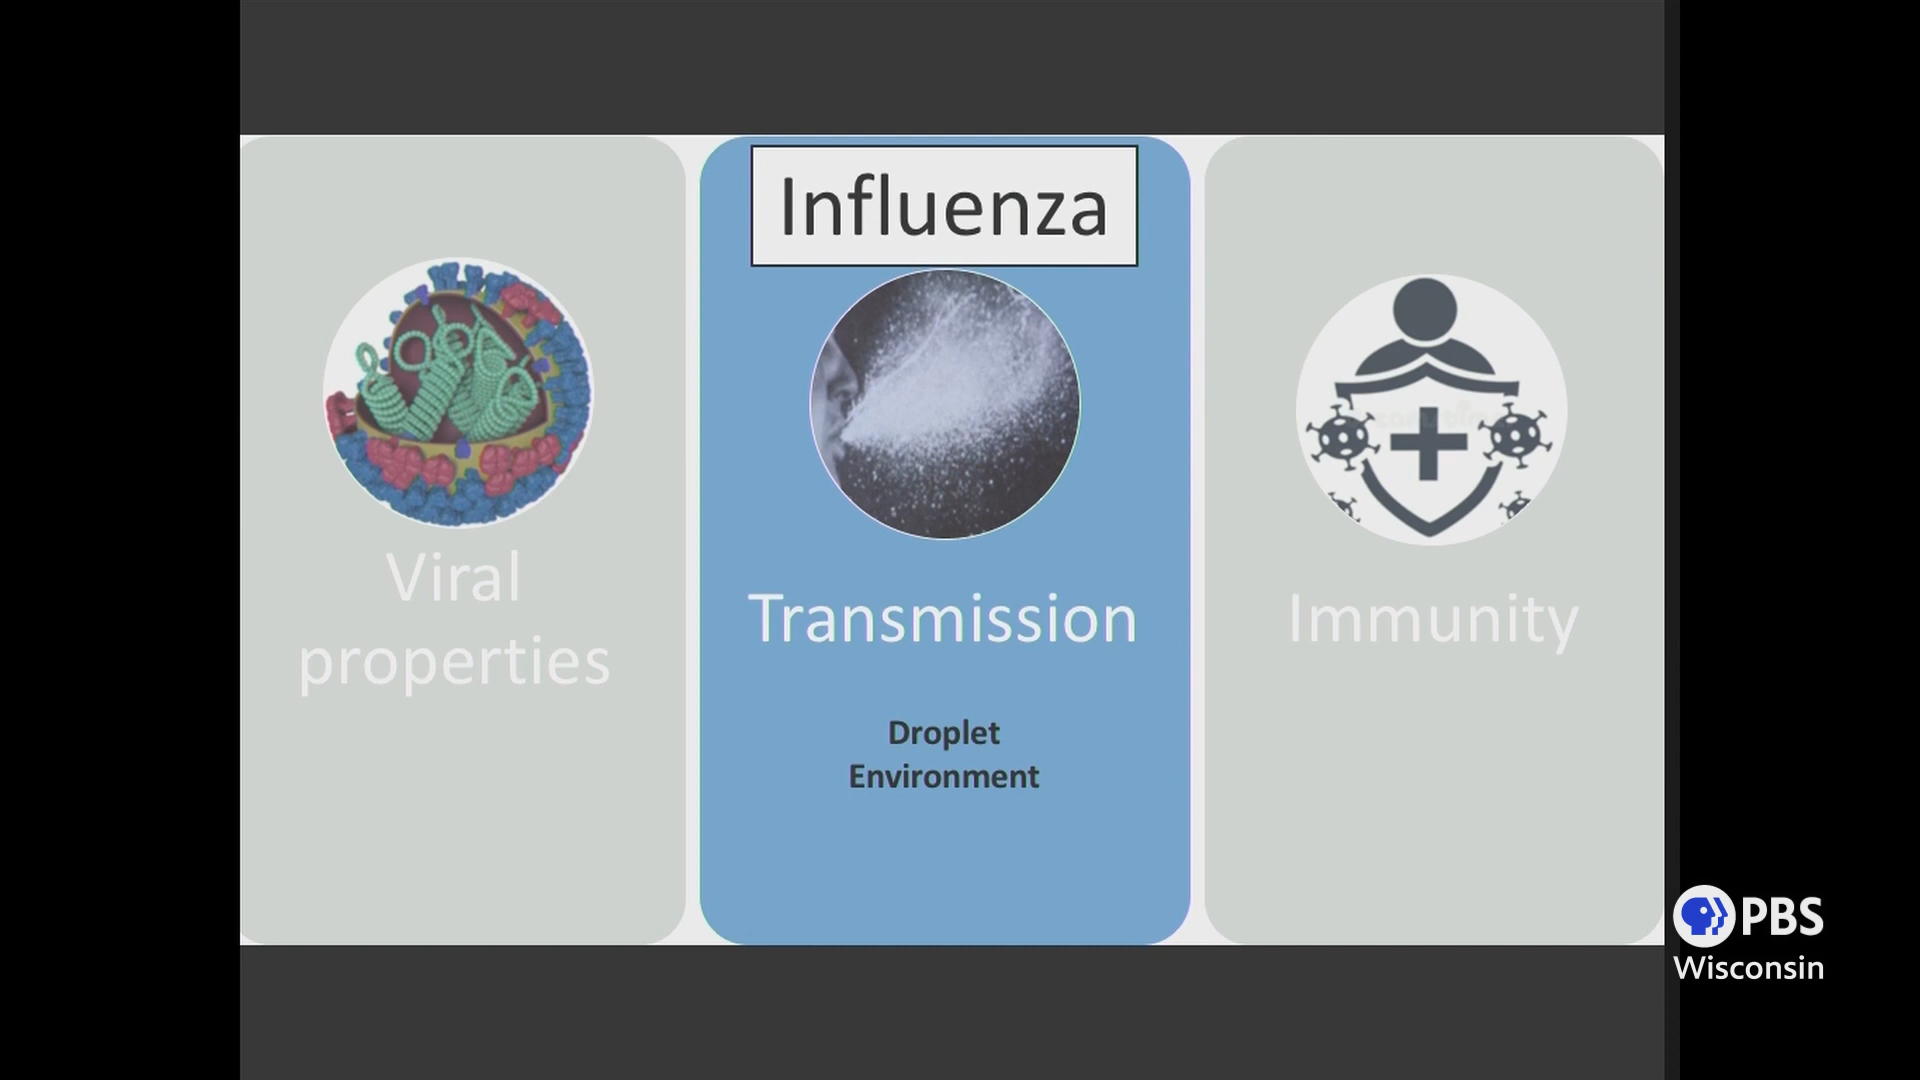 Influenza
Viral
properties
Transmission
Immunity
Droplet
Environment
PBS
Wisconsin